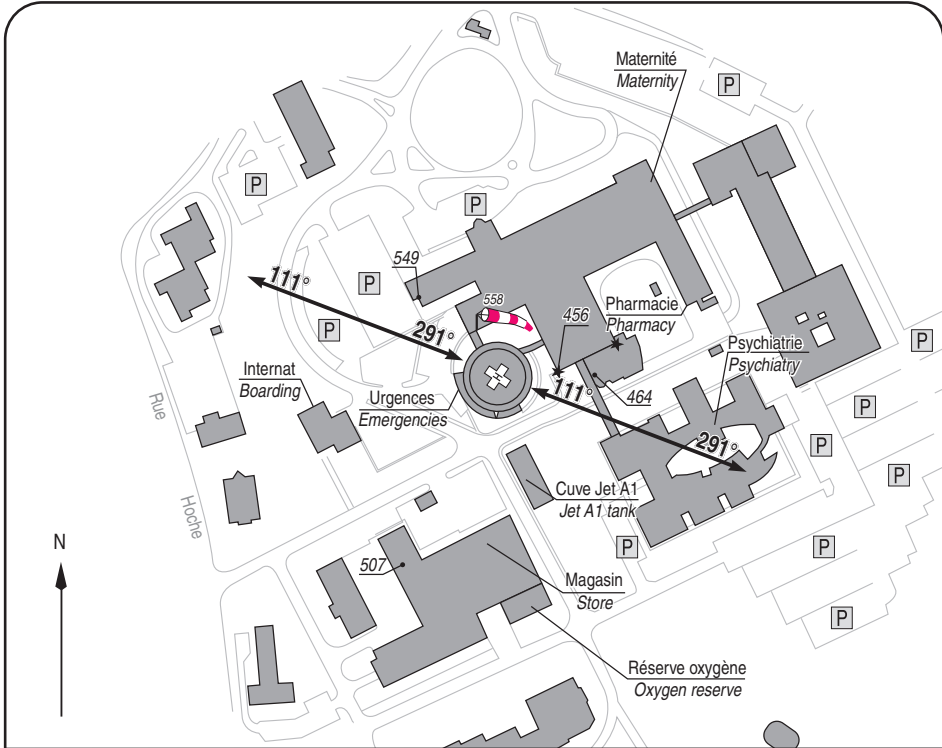 Maternité
Maternity
P
P
P
549
111°
P
558
456
Pharmacie
Pharmacy
P
291°
Psychiatrie
Psychiatry
P
Internat
Boarding
Urgences
Emergencies
H
111°
464
P
Rue
291°
P
P
Hoche
Cuve Jet A1
Jet A1 tank
N
P
P
507
Magasin
Store
P
Réserve oxygène
Oxygen reserve